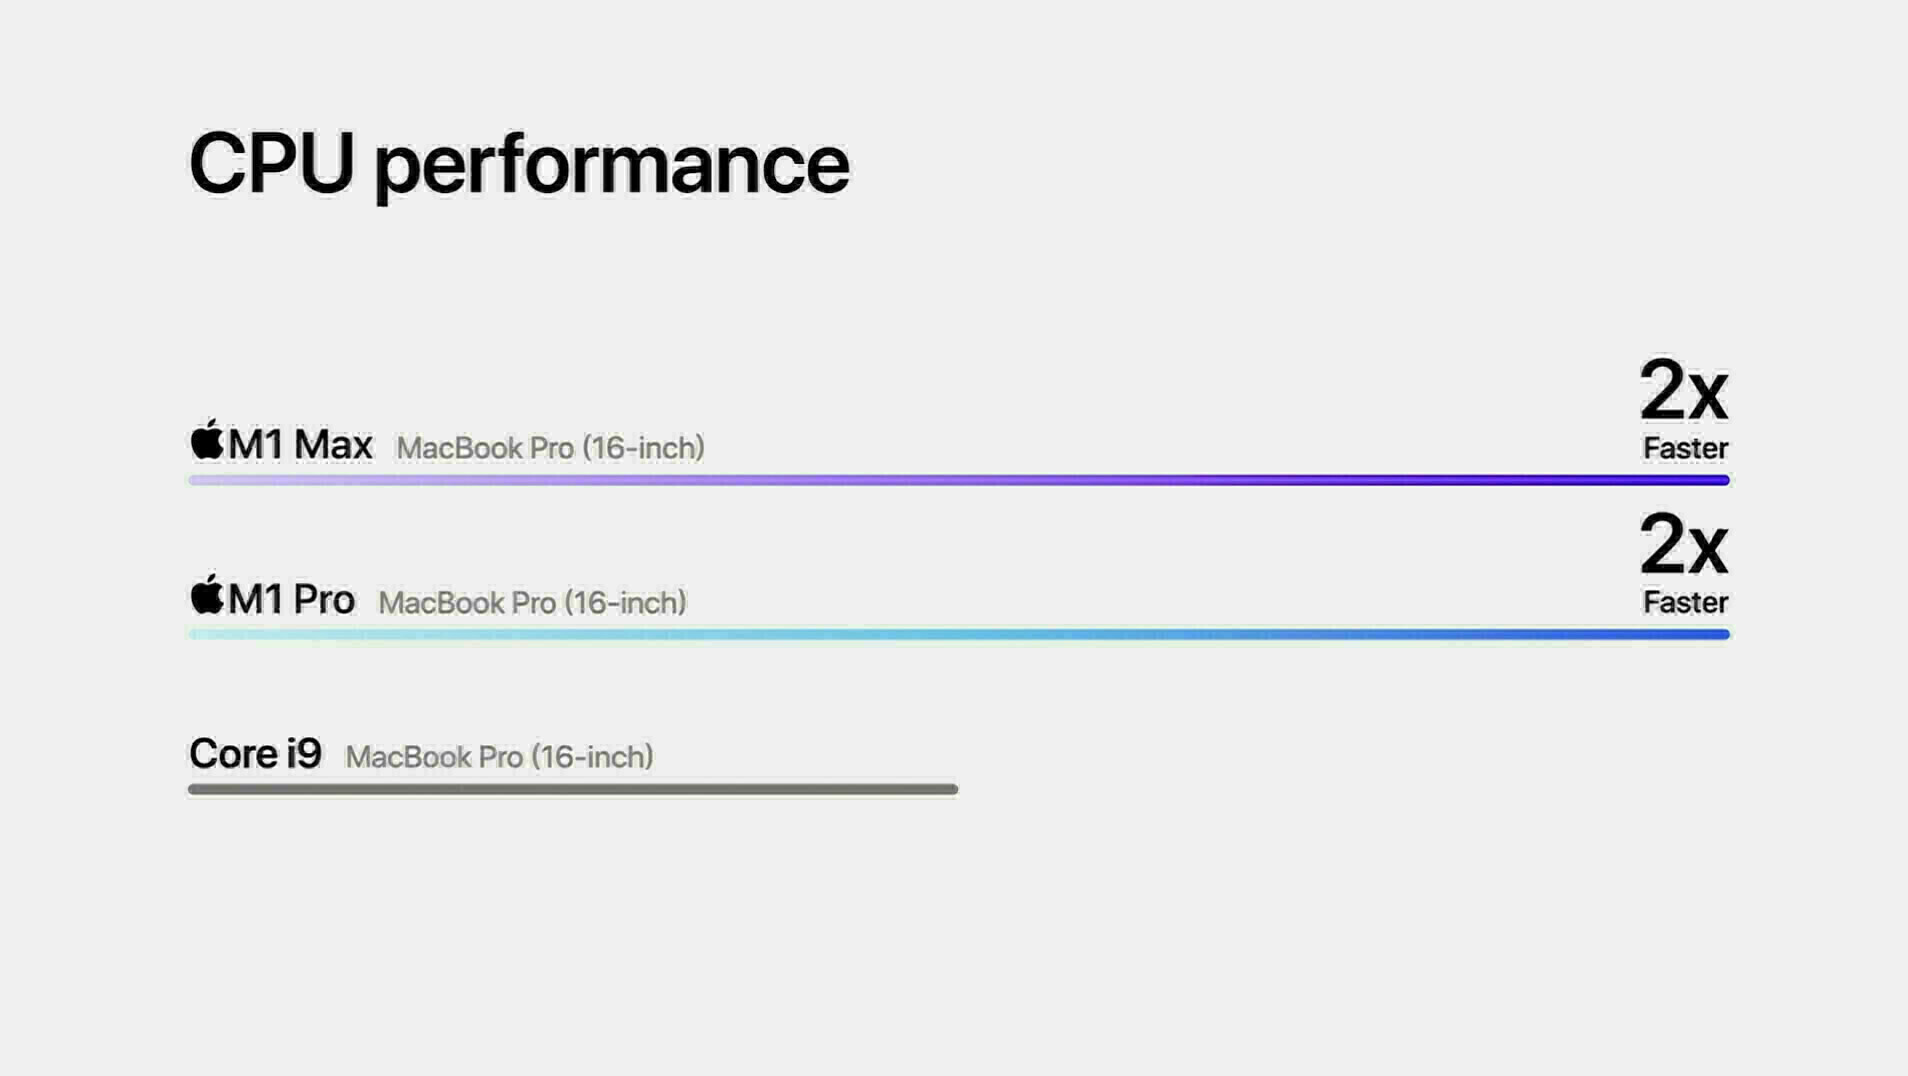 CPU performance
2x
M1 Max MacBook Pro (16-inch)
Faster
2x
M1 Pro MacBook Pro (16-inch)
Faster
Core i9 MacBook Pro (16-inch)